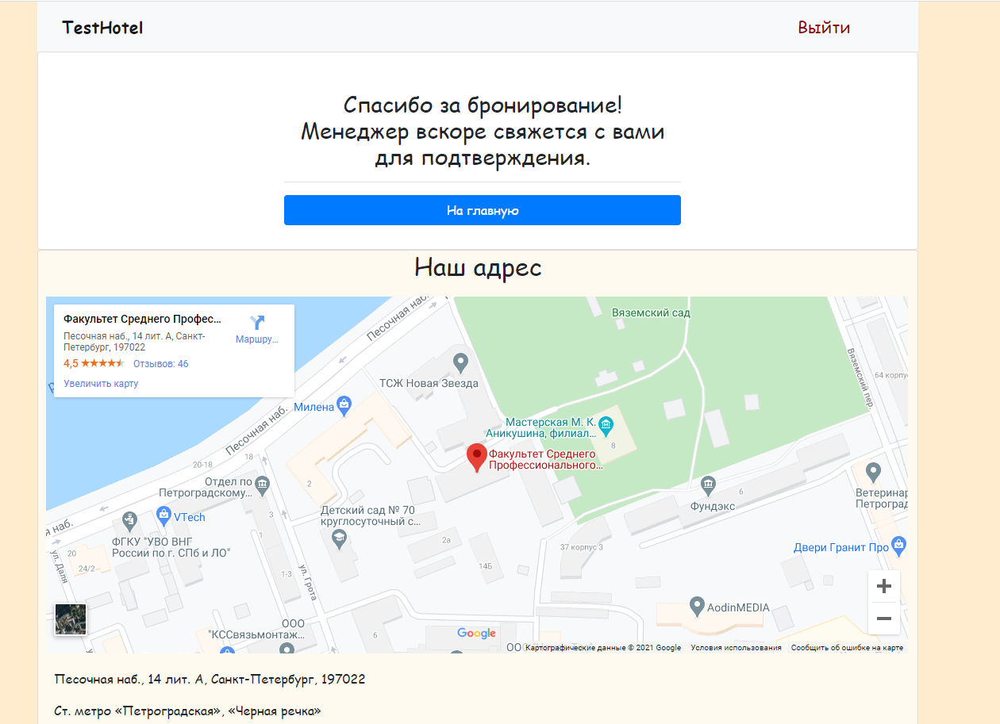 TestHotel
Выйти
Спасибо за бронирование!
Менеджер вскоре свяжется с вами
для подтверждения.
На главную
Наш адрес
Факультет Среднего Профес...
Песочная наб., 14 лит. А, Санкт-
Петербург, 197022
4,5
Отзывов: 46
Увеличить карту
Маршру...
Песочная наб.
Вяземский сад
Вяземский пер.
64 корпу
ТСЖ Новая Звезда
Милена
Песочная наб.
Мастерская М. К.
Аникушина, филиал...
8
Факультет Среднего
Профессионального...
20-18
18
2
Отдел по
Петроградскому...
3
6
Фундэкс
Ветеринар
Петроград
Детский сад № 70
круглосуточный с...
VTech
я наб.
ФГКУ "УВО ВНГ
России по г. СПб и ЛО"
1
2а
37 корпус 3
Двери Гранит Про
20
24/2
ул. Даля
1-3
ул. Грота
14Б
AodinMEDIA
ООО
"КССвязьмонтаж...
6
Google
ООО
Картографические данные © 2021 Google
Условия использования
Сообщить об ошибке на карте
Песочная наб., 14 лит. А, Санкт-Петербург, 197022
Ст. метро «Петроградская», «Черная речка»